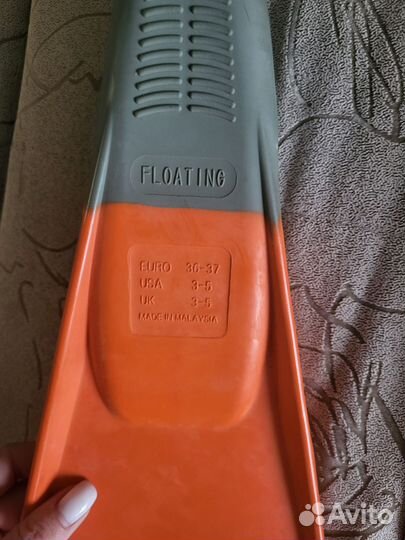 FLOATING
EURO 36-37
USA 3-5
UK 3-5
MADE IN MALAYSIA
Avito